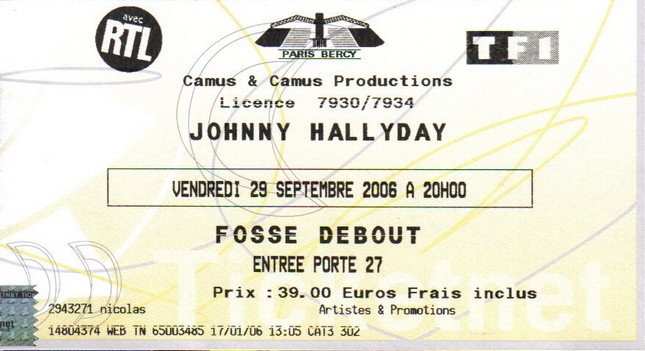 avec
RTL
PARIS BERCY
TF1
Camus & Camus Productions
Licence 7930/7934
JOHNNY HALLYDAY
VENDREDI 29 SEPTEMBRE 2006 A 20H00
FOSSE DEBOUT
ENTREE PORTE 27
Prix : 39.00 Euros Frais inclus
2943271 nicolas
Artistes & Promotions
14804374 WEB TN 65003485 17/01/06 13:05 CAT3 302
Ticketnet